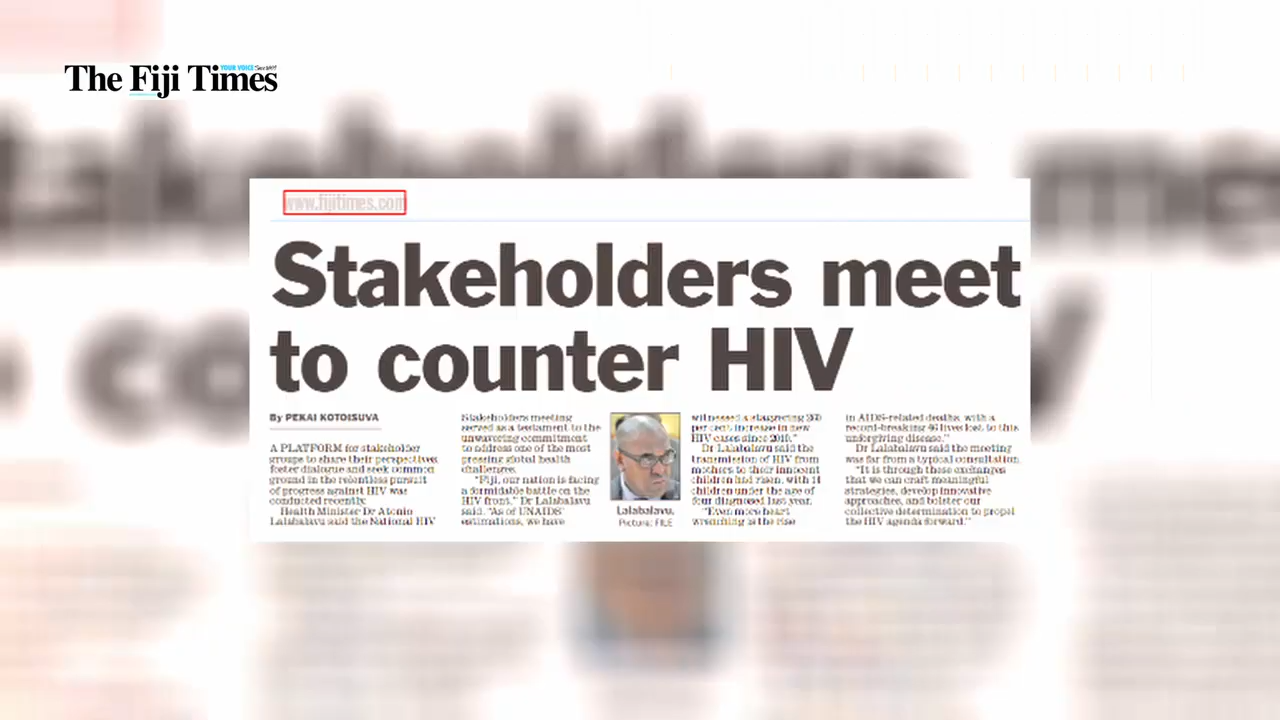 The Fiji Times
YOUR VOICE
www.fijitimes.com
Stakeholders meet
to counter HIV
By PEKAI KOTOISUVA
A PLATFORM for stakeholder
groups to share their perspectives,
foster dialogue and seek common
ground in the relentless pursuit
of progress against HIV was
conducted recently.
Health Minister Dr Atonio
Lalabalavu said the National HIV
Stakeholders meeting
served as a testament to the
unwavering commitment
to address one of the most
pressing global health
challenges.
"Fiji, our nation is facing
a formidable battle on the
HIV front," Dr Lalabalavu
said. "As of UNAIDS
estimations, we have
Lalabalavu.
Picture: FILE
witnessed a staggering 260
per cent increase in new
HIV cases since 2010."
Dr Lalabalavu said the
transmission of HIV from
mothers to their innocent
children had risen, with 11
children under the age of
four diagnosed last year.
"Even more heart
wrenching is the rise
in AIDS-related deaths, with a
record-breaking 46 lives lost to this
unforgiving disease."
Dr Lalabalavu said the meeting
was far from a typical consultation.
"It is through these exchanges
that we can craft meaningful
strategies, develop innovative
approaches, and bolster our
collective determination to propel
the HIV agenda forward."